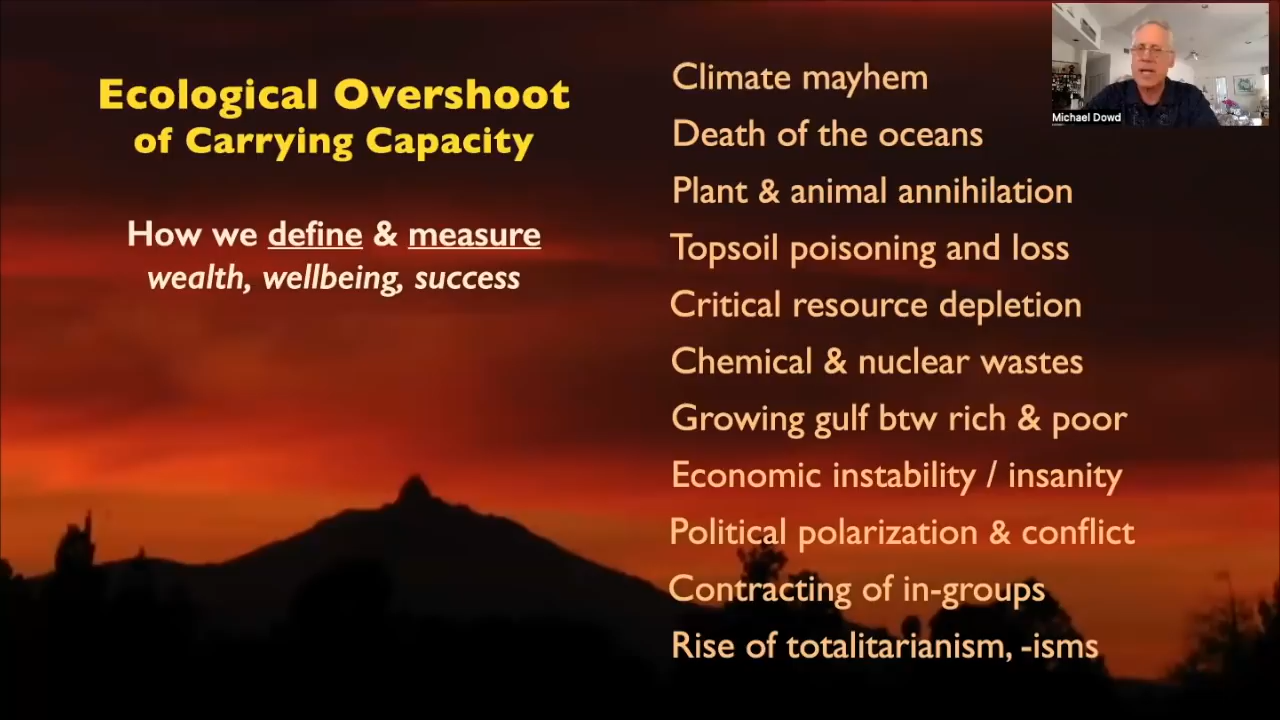 Ecological Overshoot
of Carrying Capacity
How we define & measure
wealth, wellbeing, success
Climate mayhem
Death of the oceans
Plant & animal annihilation
Topsoil poisoning and loss
Critical resource depletion
Chemical & nuclear wastes
Growing gulf btw rich & poor
Economic instability / insanity
Political polarization & conflict
Contracting of in-groups
Rise of totalitarianism, -isms
Michael Dowd